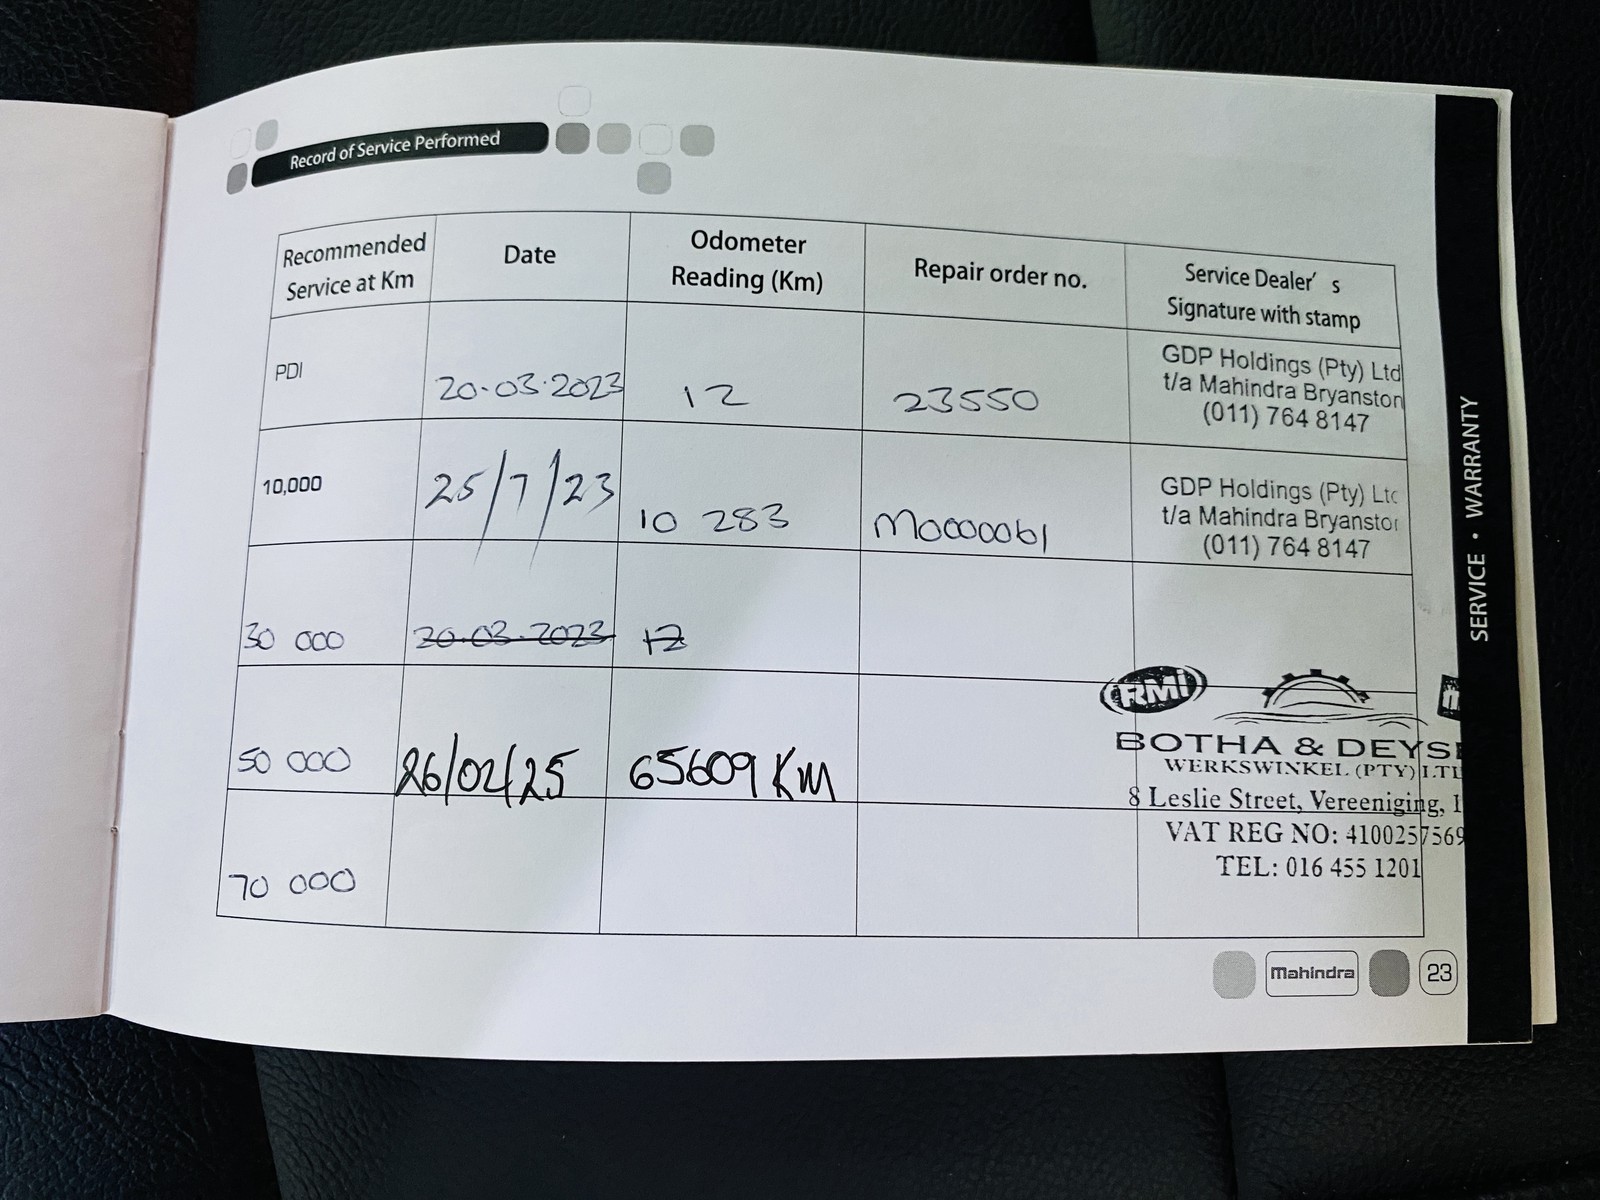 Record of Service Performed
Recommended Service at Km
Date
Odometer Reading (Km)
Repair order no.
Service Dealer's Signature with stamp
PDI
20-03-2023
12
23550
GDP Holdings (Pty) Ltd
t/a Mahindra Bryanston
(011) 764 8147
10,000
25/7/23
10 283
M0000061
GDP Holdings (Pty) Ltd
t/a Mahindra Bryanston
(011) 764 8147
30 000
20-03-2023
12
50 000
26/02/25
65609 KM
RMI
BOTHA & DEYS
WERKSWINKEL (PTY) LTD
8 Leslie Street, Vereeniging,
VAT REG NO: 4100257569
TEL: 016 455 1201
70 000
Mahindra
23
SERVICE • WARRANTY